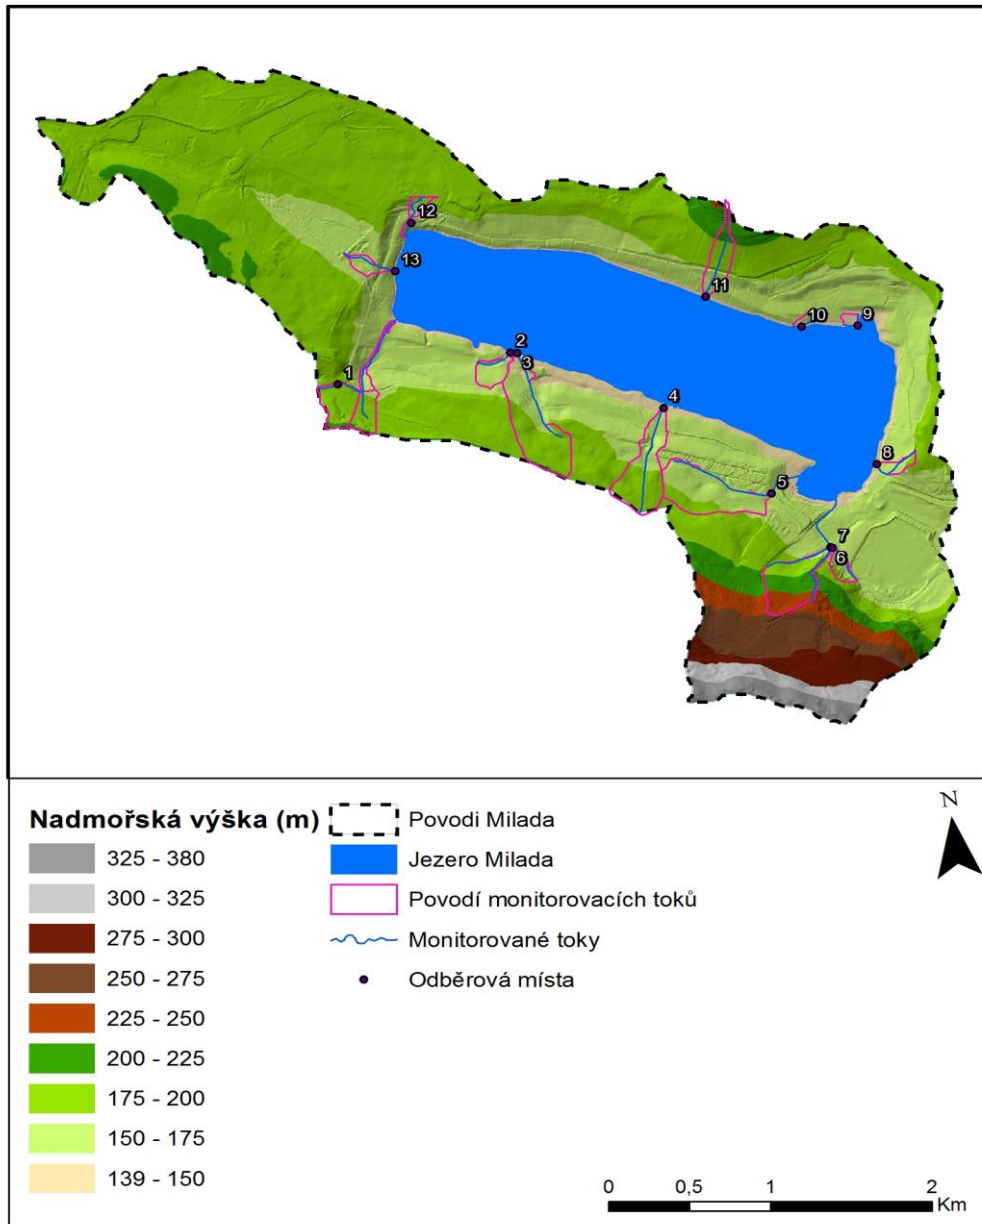 12
13
11
10
9
2
3
1
4
8
5
7
6
N
Nadmořská výška (m)
325 - 380
300 - 325
275 - 300
250 - 275
225 - 250
200 - 225
175 - 200
150 - 175
139 - 150
Povodi Milada
Jezero Milada
Povodí monitorovacích toků
Monitorované toky
Odběrová místa
0 0,5 1 2
Km